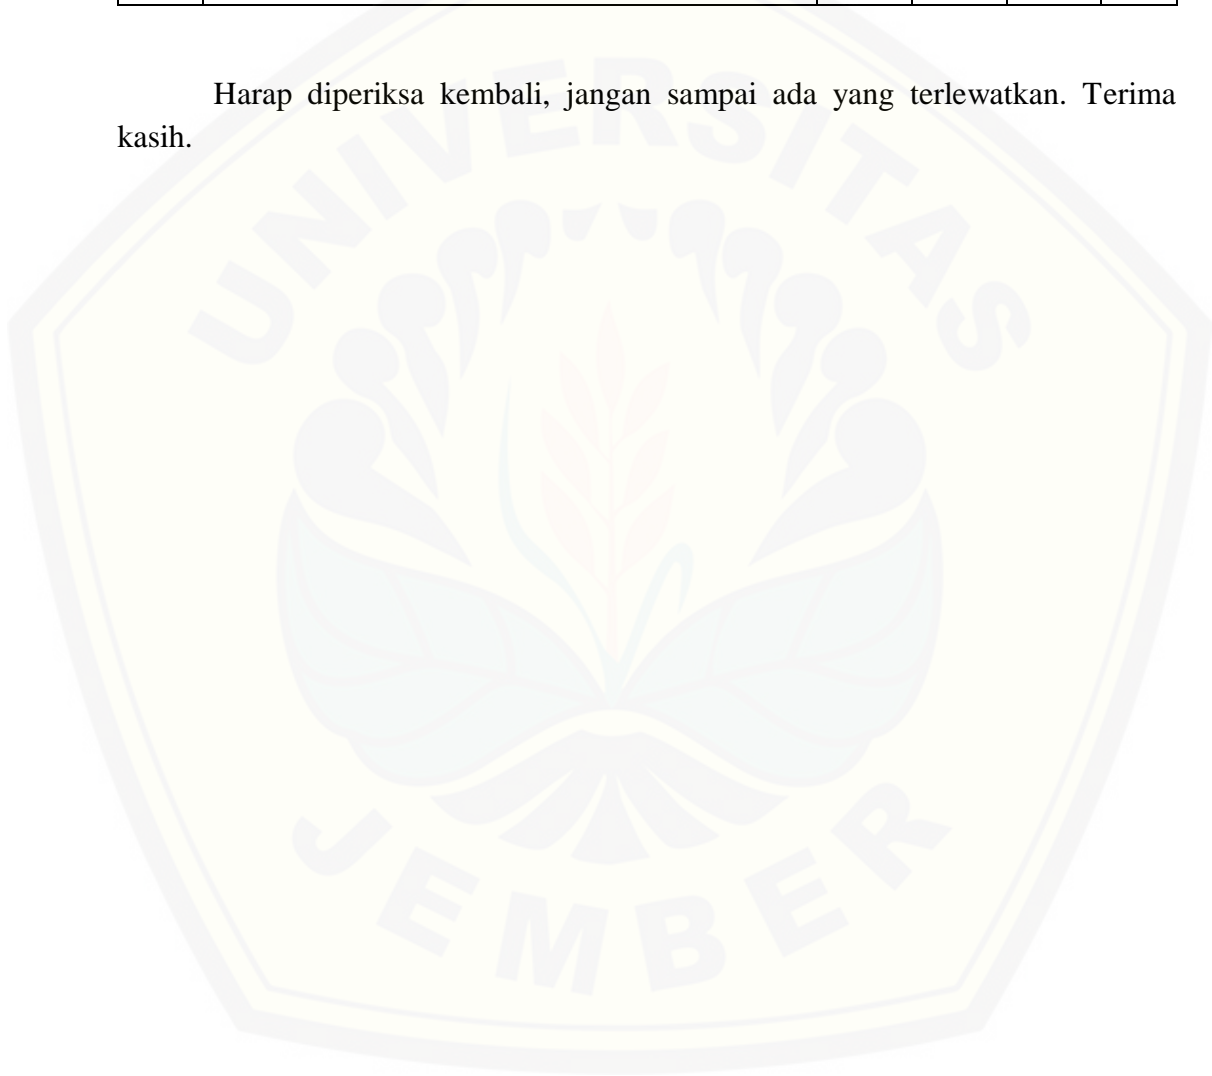 Harap diperiksa kembali, jangan sampai ada yang terlewatkan. Terima
kasih.
UNIVERSITAS
JEMBER